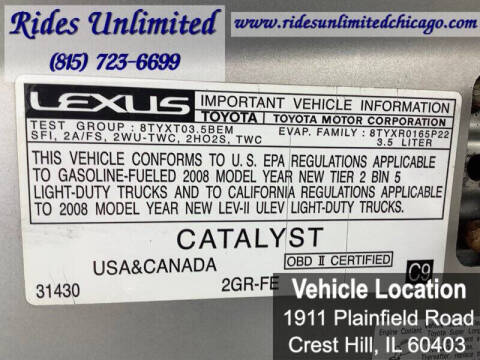 Rides Unlimited
(815) 723-6699
www.ridesunlimitedchicago.com
LEXUS
IMPORTANT VEHICLE INFORMATION
TOYOTA TOYOTA MOTOR CORPORATION
TEST GROUP : 8TYXT03.5BEM EVAP. FAMILY : 8TYXR0165P22
SFI, 2A/FS, 2WU-TWC, 2HO2S, TWC 3.5 LITER
THIS VEHICLE CONFORMS TO U.S. EPA REGULATIONS APPLICABLE
TO GASOLINE-FUELED 2008 MODEL YEAR NEW TIER 2 BIN 5
LIGHT-DUTY TRUCKS AND TO CALIFORNIA REGULATIONS APPLICABLE
TO 2008 MODEL YEAR NEW LEV-II ULEV LIGHT-DUTY TRUCKS.
CATALYST
USA&CANADA OBD II CERTIFIED
31430 2GR-FE C9
Vehicle Location
1911 Plainfield Road
Crest Hill, IL 60403